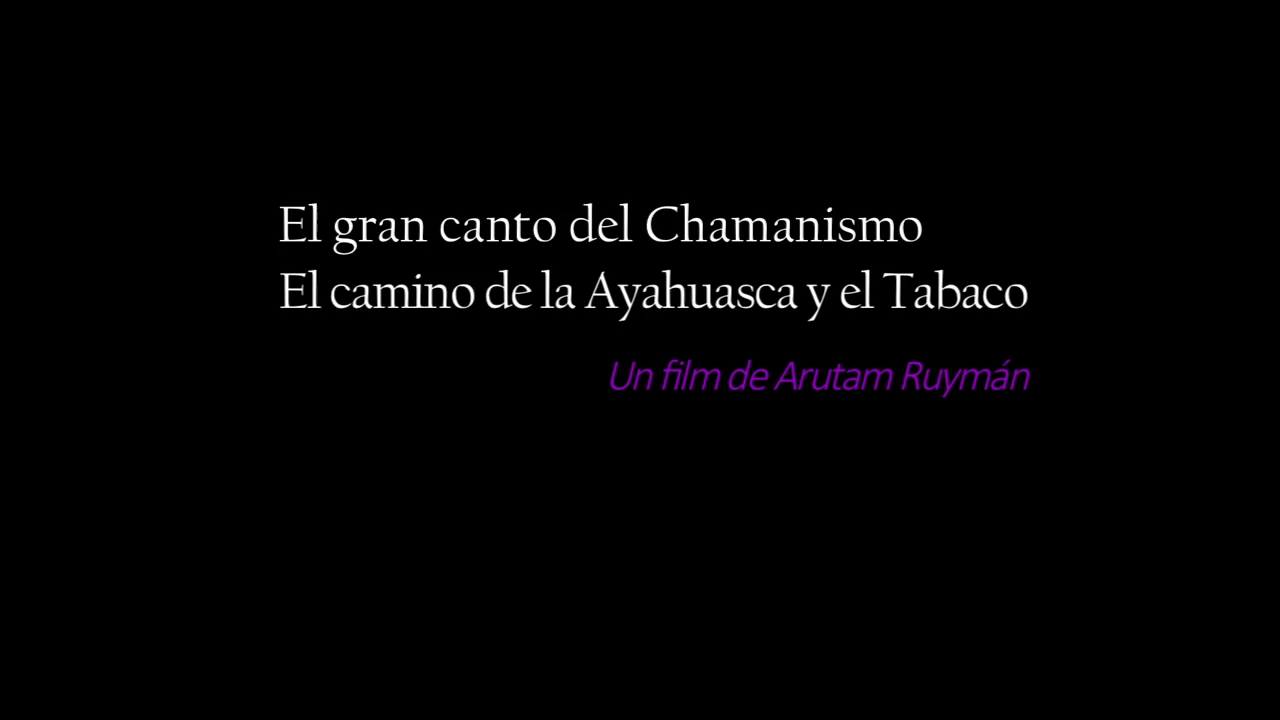 El gran canto del Chamanismo
El camino de la Ayahuasca y el Tabaco
Un film de Arutam Ruymán